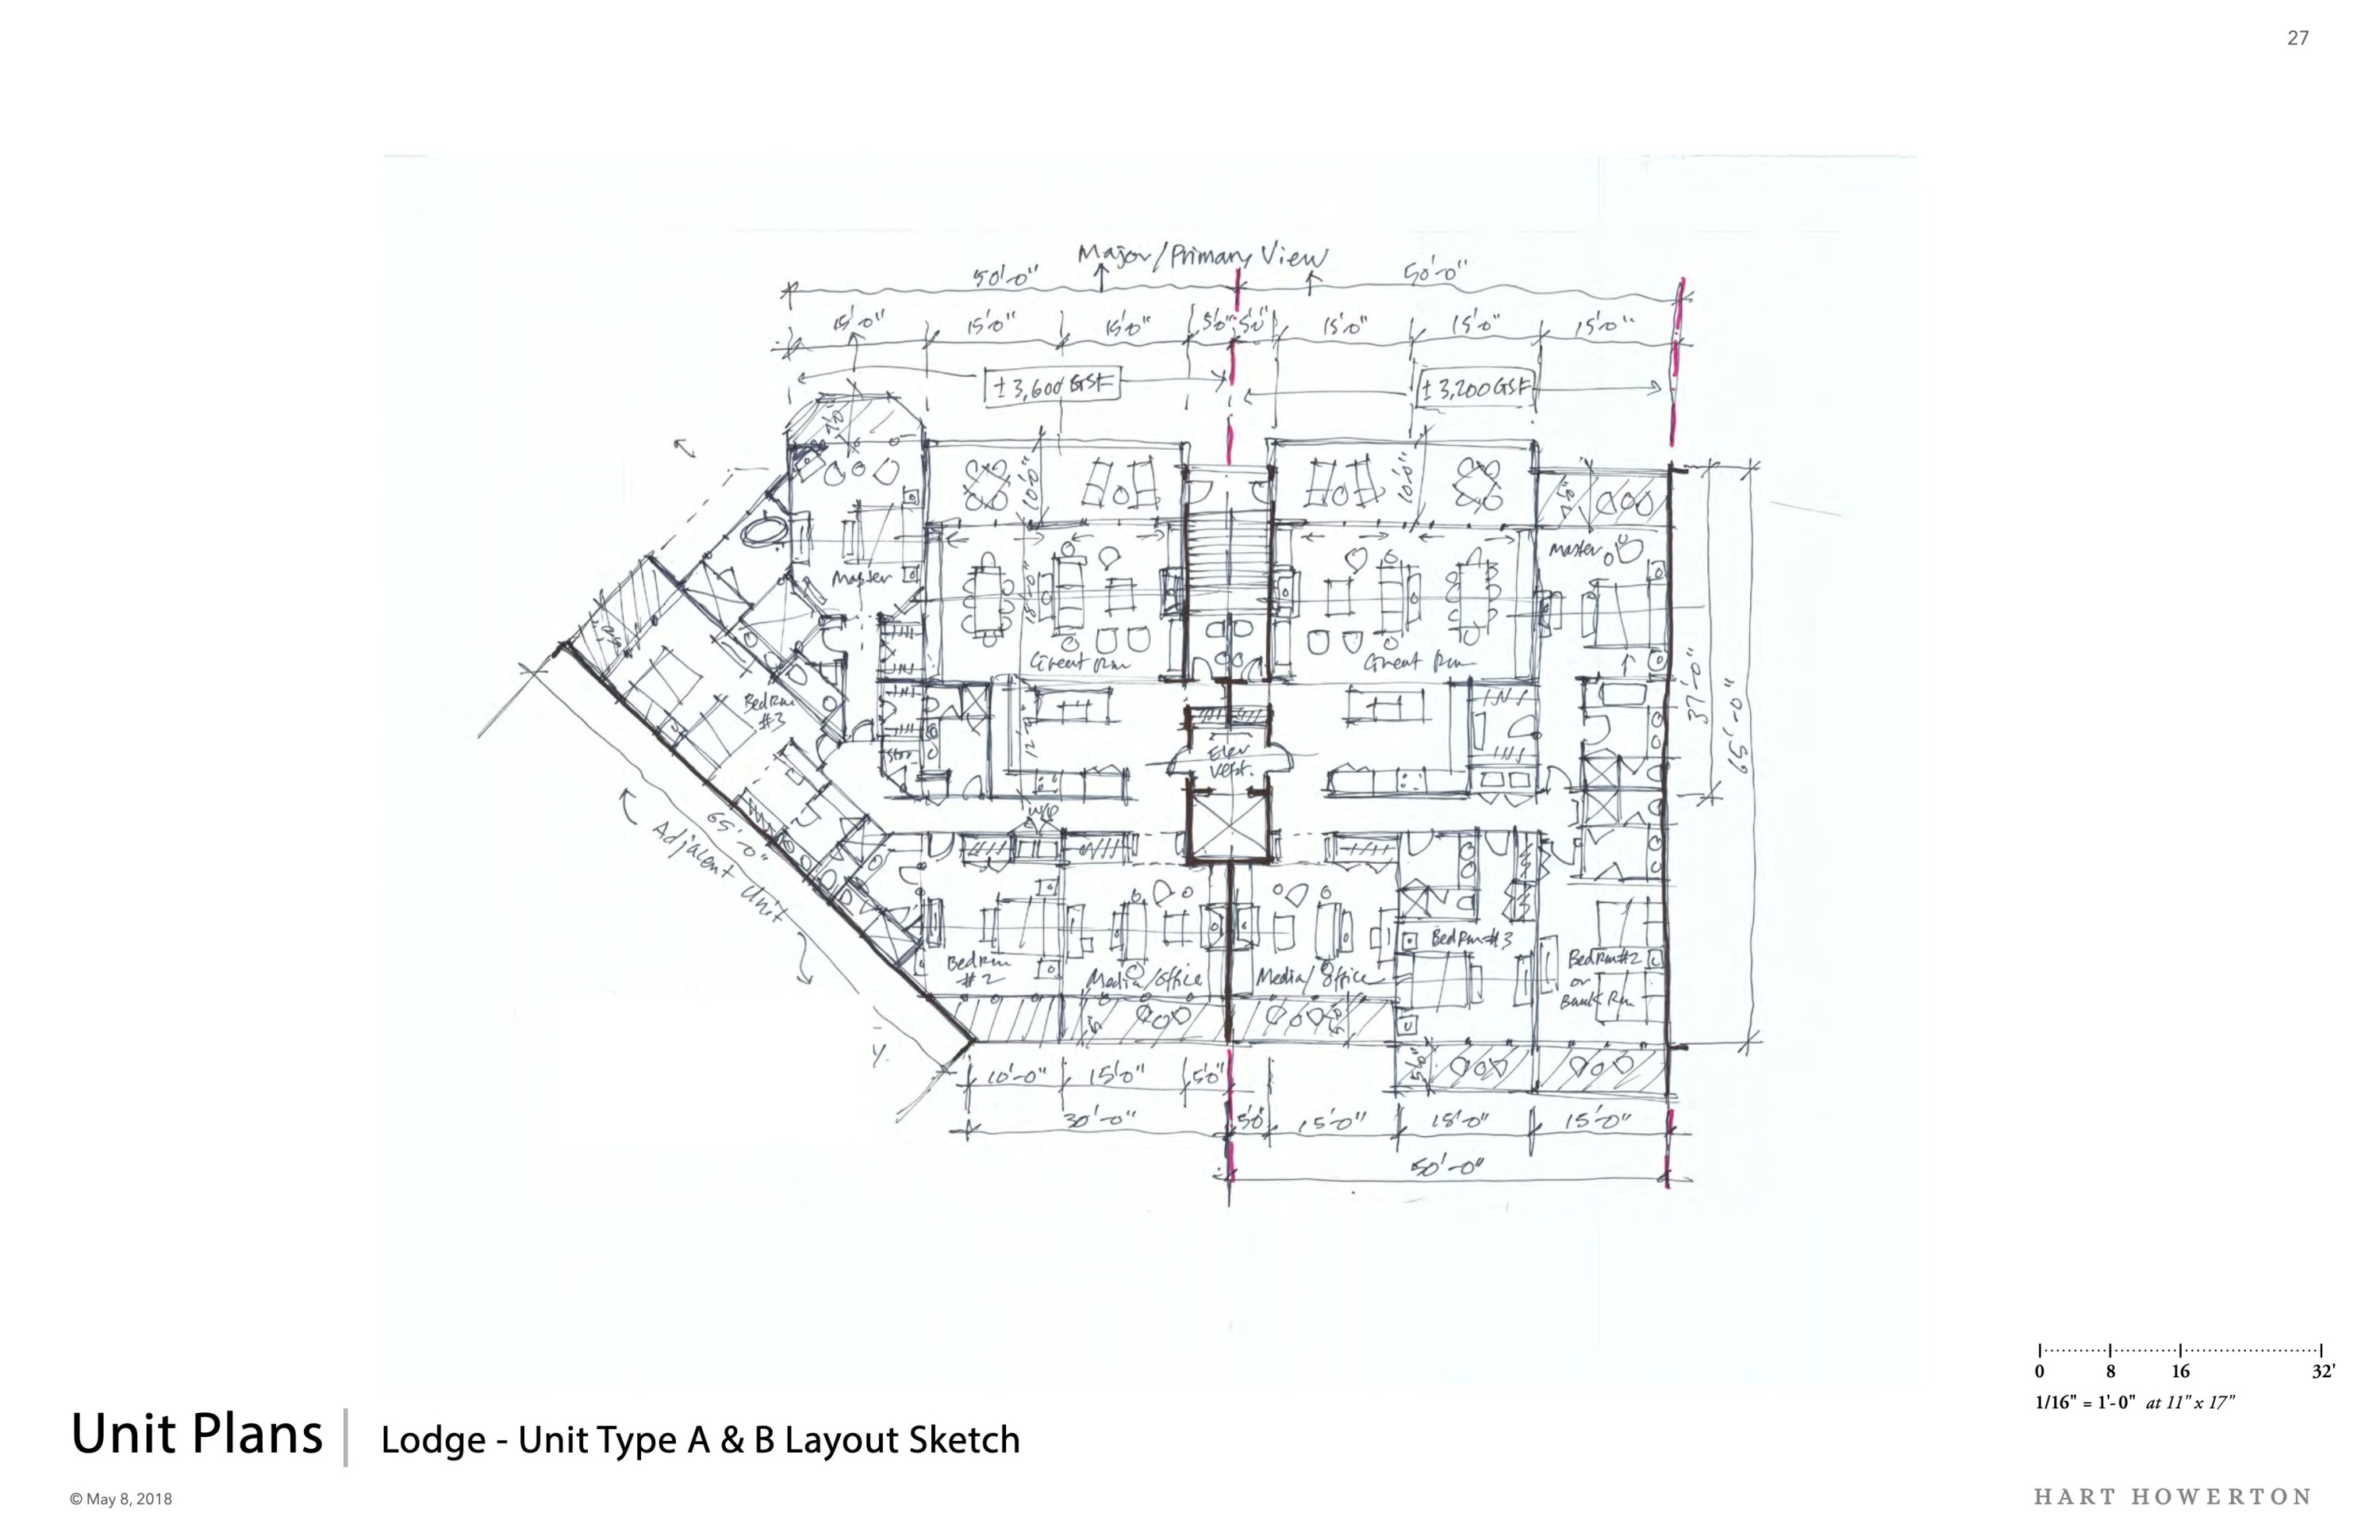 27
Major/Primary View
50'-0"
50'-0"
15'-0"
15'-0"
15'-0"
5'-0"
5'-0"
15'-0"
15'-0"
15'-0"
±3,600 GSF
±3,200 GSF
10'-0"
10'-0"
Master
Master
18'-0"
Great Rm
Great Rm
37'-0"
65'-0"
BedRm
#3
Stor
Elev
Vest.
W/D
65'-0"
Adjacent Unit
BedRm
#2
Media/Office
Media/Office
BedRm#3
BedRm#2
or
Bunk Rm
10'-0"
15'-0"
5'-0"
30'-0"
5'-0"
15'-0"
15'-0"
15'-0"
50'-0"
0 8 16 32'
1/16" = 1'-0" at 11" x 17"
Unit Plans
Lodge - Unit Type A & B Layout Sketch
© May 8, 2018
HART HOWERTON